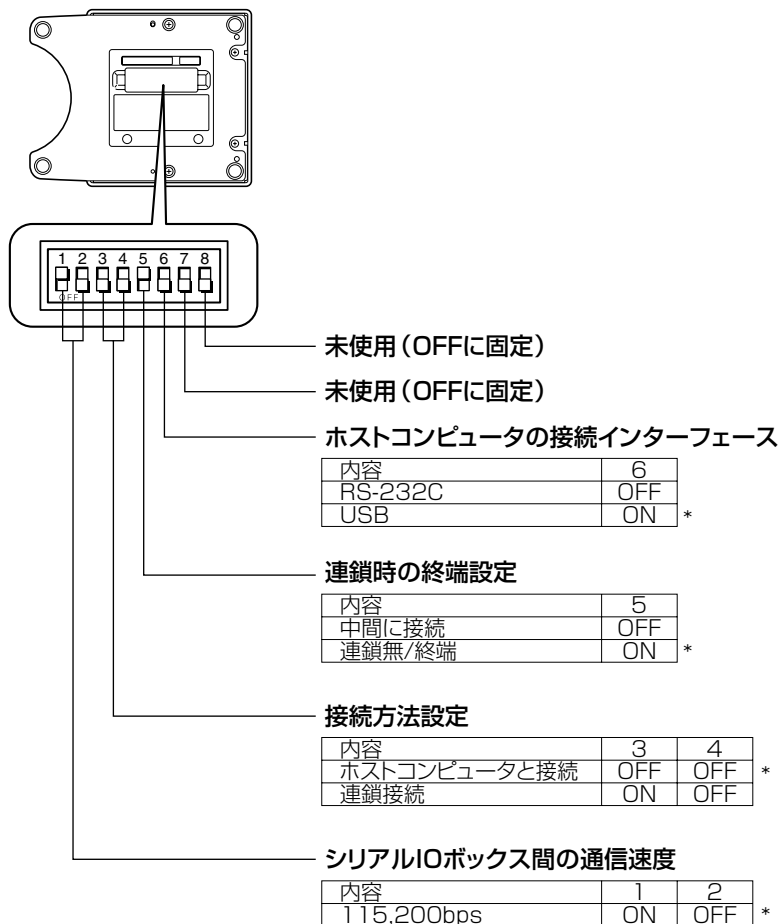 1 2 3 4 5 6 7 8
OFF
未使用（OFFに固定）
未使用（OFFに固定）
ホストコンピュータの接続インターフェース
内容 6
RS-232C OFF
USB ON *
連鎖時の終端設定
内容 5
中間に接続 OFF
連鎖無/終端 ON *
接続方法設定
内容 3 4
ホストコンピュータと接続 OFF OFF *
連鎖接続 ON OFF
シリアルIOボックス間の通信速度
内容 1 2
115,200bps ON OFF *